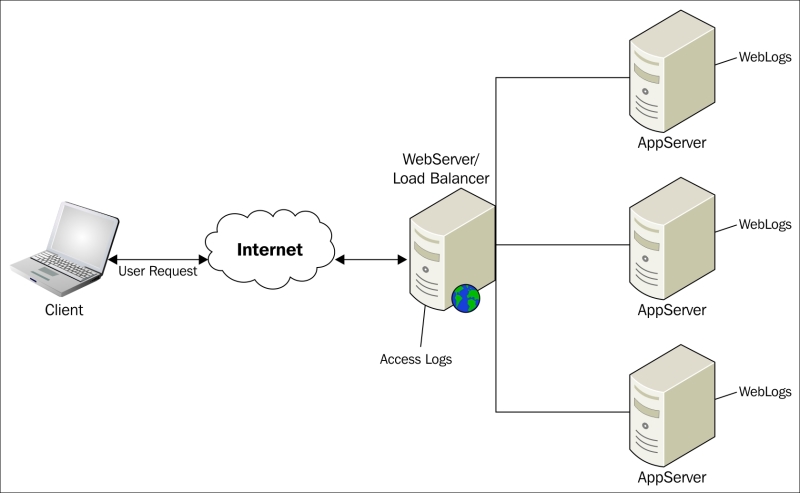 WebLogs
AppServer
WebServer/
Load Balancer
WebLogs
Internet
User Request
Client
AppServer
Access Logs
WebLogs
AppServer